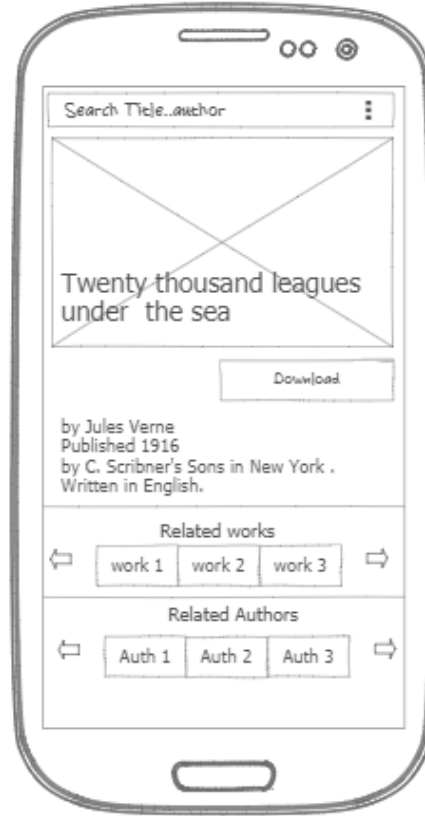 Search Title..author
Twenty thousand leagues
under the sea
Download
by Jules Verne
Published 1916
by C. Scribner's Sons in New York .
Written in English.
Related works
work 1 work 2 work 3
Related Authors
Auth 1 Auth 2 Auth 3